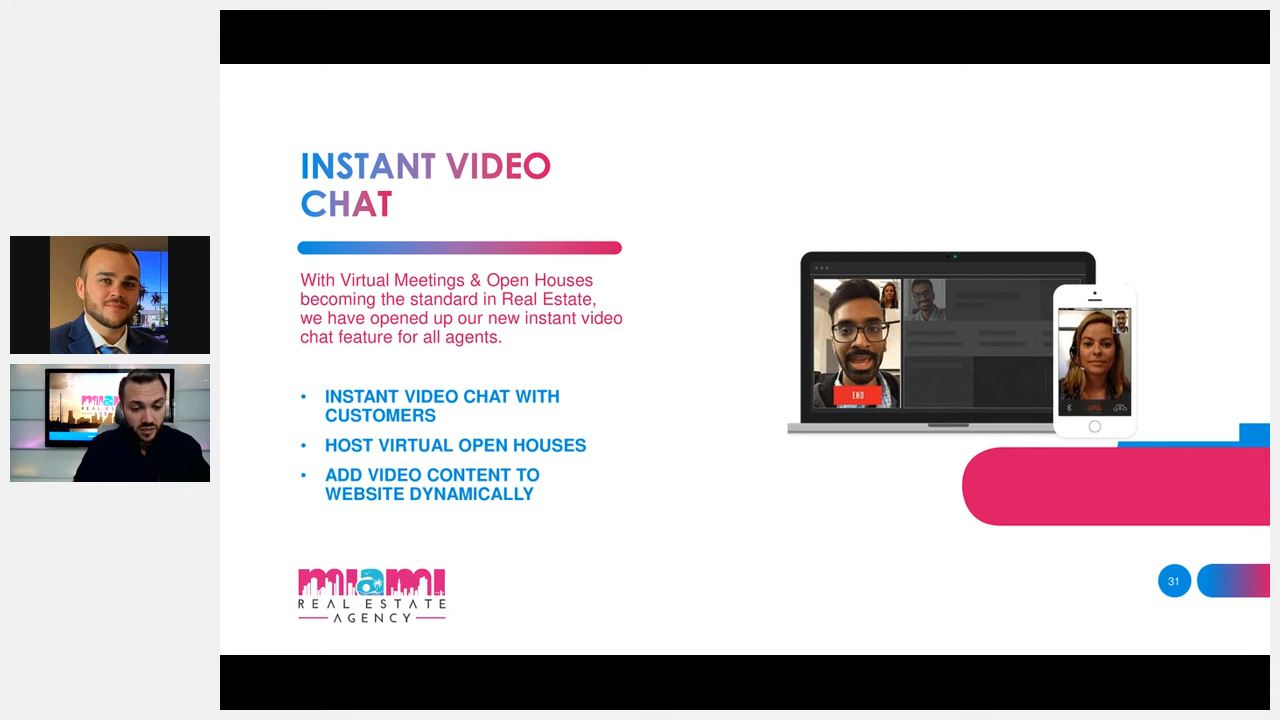 INSTANT VIDEO
CHAT
With Virtual Meetings & Open Houses
becoming the standard in Real Estate,
we have opened up our new instant video
chat feature for all agents.
• INSTANT VIDEO CHAT WITH
CUSTOMERS
• HOST VIRTUAL OPEN HOUSES
• ADD VIDEO CONTENT TO
WEBSITE DYNAMICALLY
END
miami
REAL ESTATE
AGENCY
31